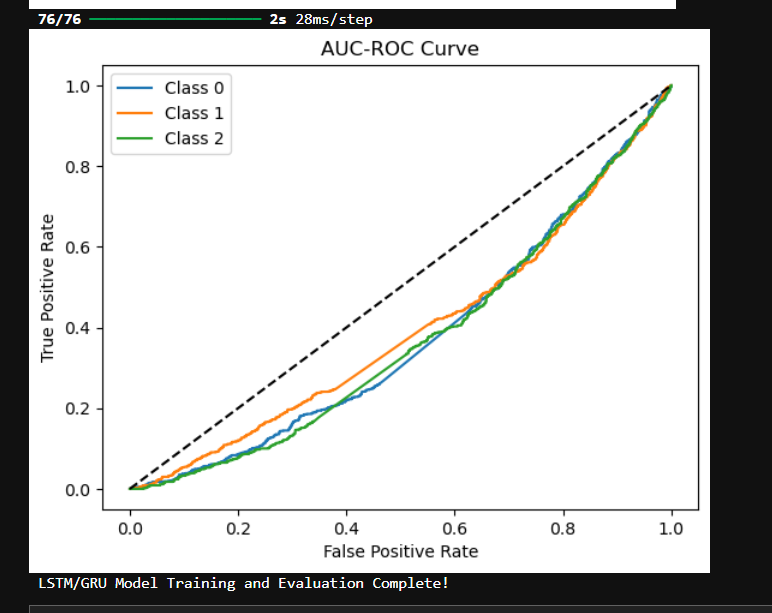 76/76 ━━━━━━━━━━━━━━━━━━━━ 2s 28ms/step
AUC-ROC Curve
Class 0
Class 1
Class 2
1.0
0.8
0.6
0.4
0.2
0.0
True Positive Rate
0.0 0.2 0.4 0.6 0.8 1.0
False Positive Rate
LSTM/GRU Model Training and Evaluation Complete!